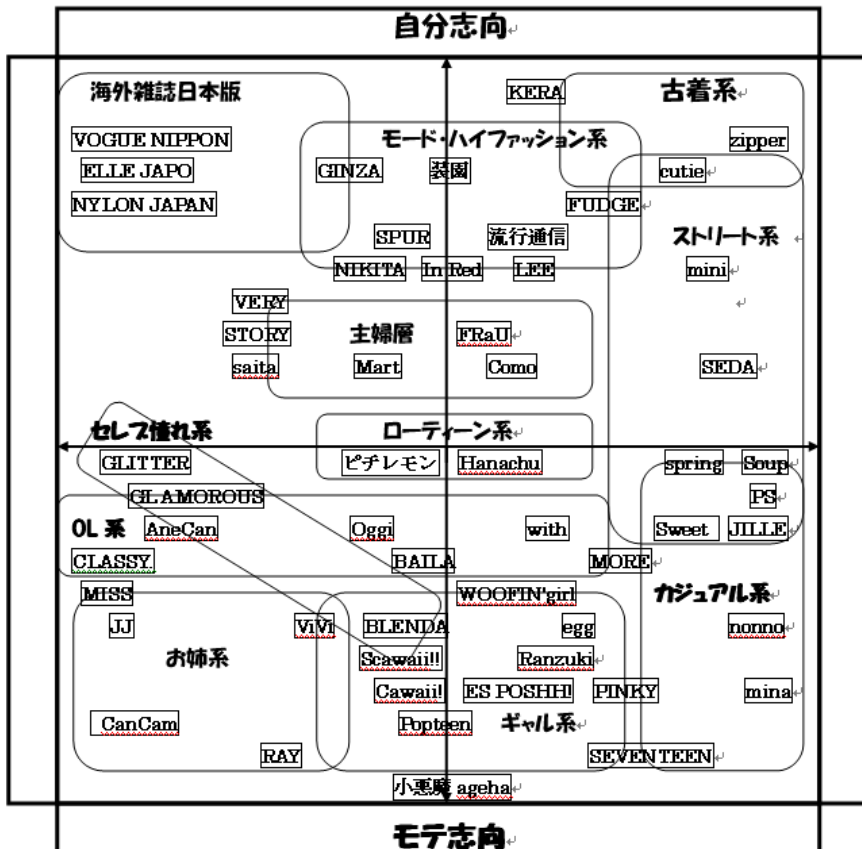 自分志向
海外雑誌日本版
KERA
古着系
VOGUE NIPPON
モード・ハイファッション系
zipper
ELLE JAPO
GINZA
装園
cutie
NYLON JAPAN
FUDGE
SPUR
流行通信
ストリート系
NIKITA
In Red
LEE
mini
VERY
STORY
主婦層
FRaU
saita
Mart
Como
SEDA
セレブ憧れ系
ローティーン系
GLITTER
ピチレモン
Hanachu
spring
Soup
GLAMOROUS
PS
OL系
AneCan
Oggi
with
Sweet
JILLE
CLASSY.
BAILA
MORE
MISS
WOOFIN'girl
カジュアル系
JJ
ViVi
BLENDA
egg
nonno
お姉系
Scawaii!!
Ranzuki
Cawaii!
ES POSHH!
PINKY
mina
CanCam
Popteen
ギャル系
RAY
SEVENTEEN
小悪魔 ageha
モテ志向